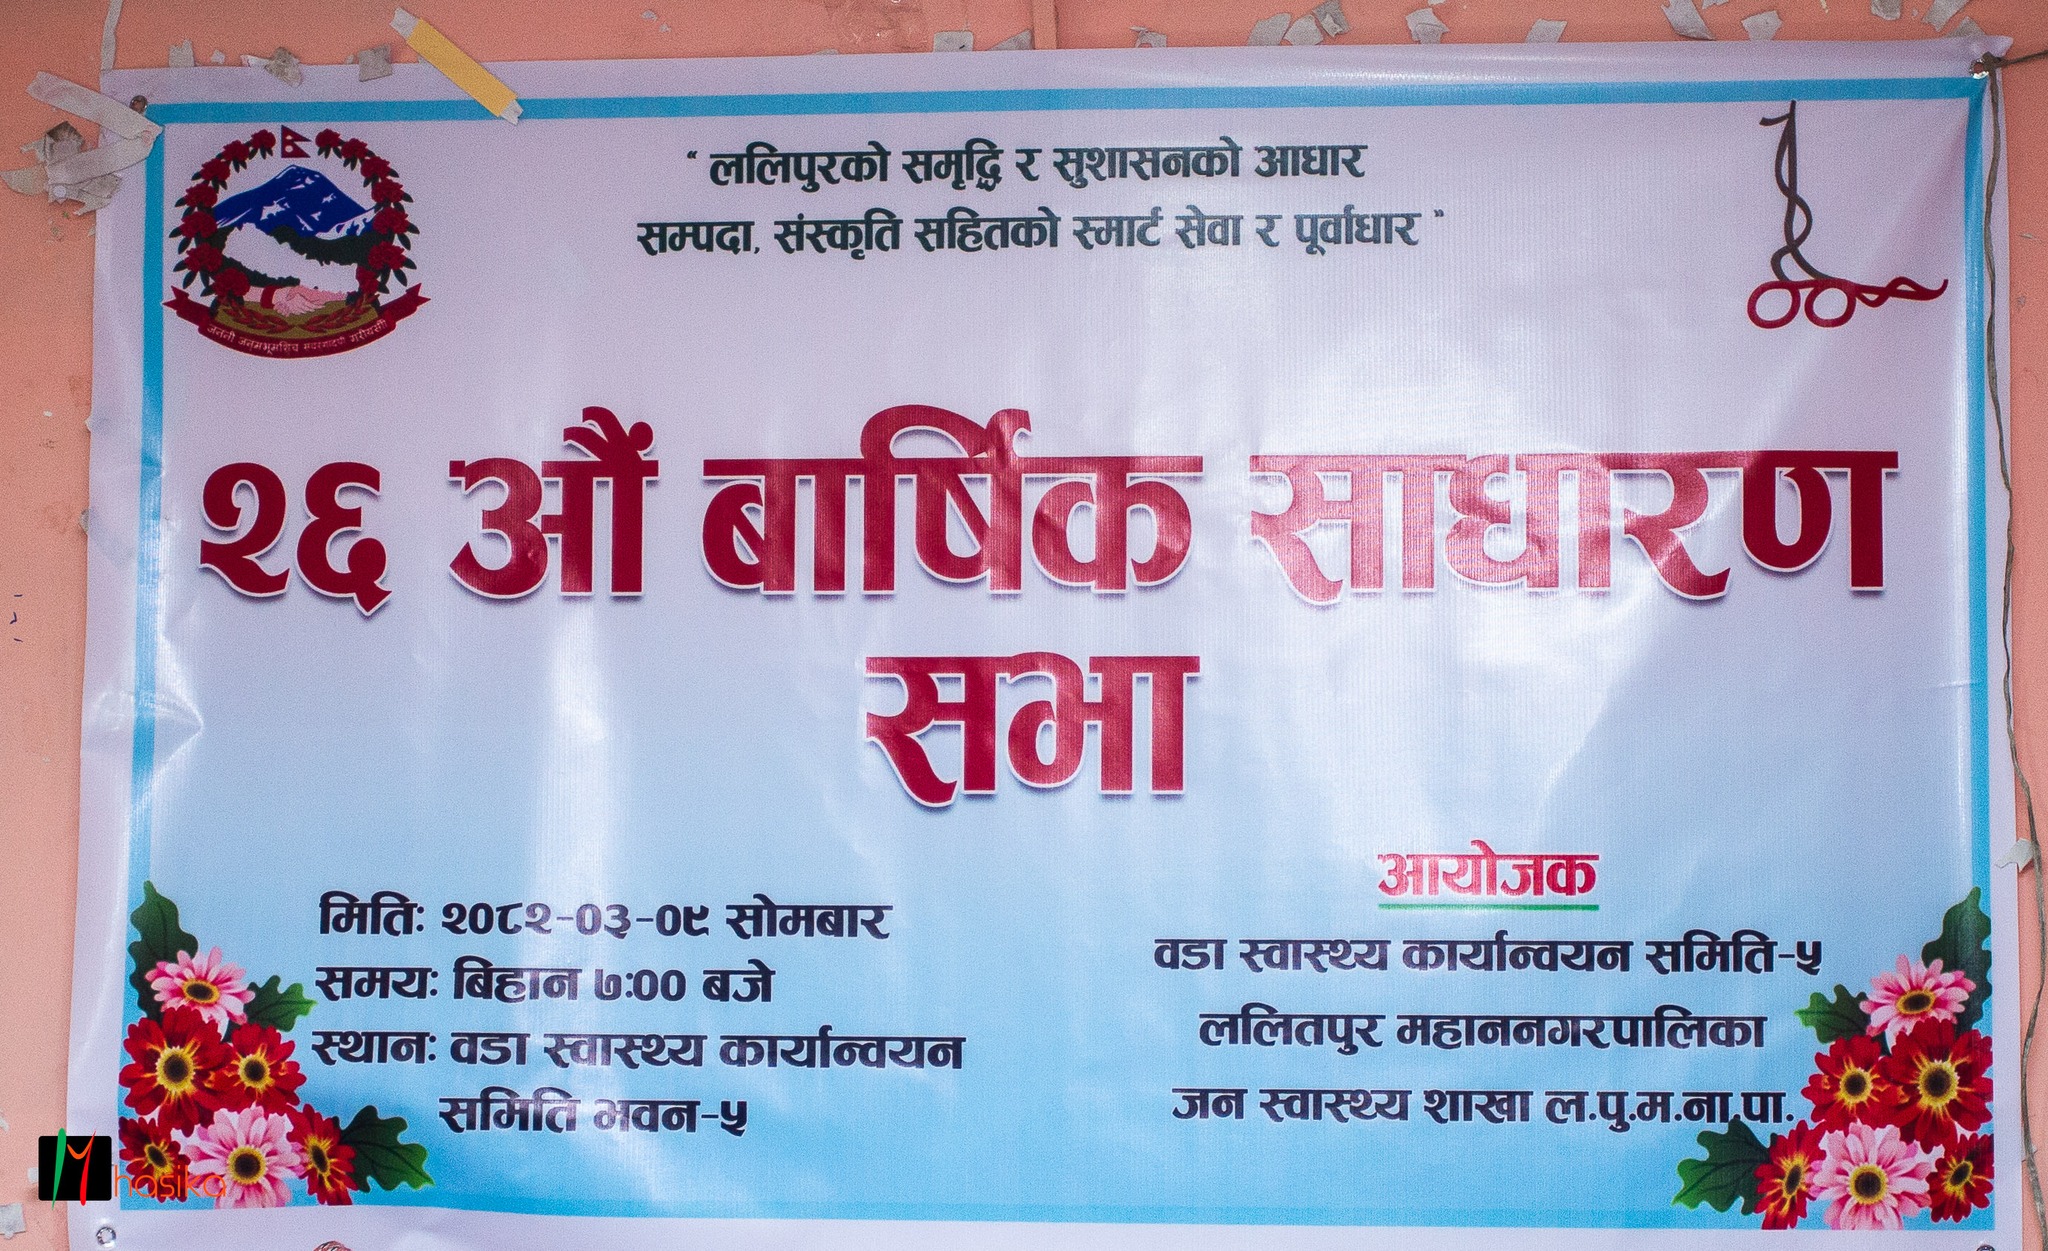 “ ललिपुरको समृद्धि र सुशासनको आधार
सम्पदा, संस्कृति सहितको स्मार्ट सेवा र पूर्वाधार ”
२६ औं बार्षिक साधारण
सभा
मितिः २०८२-०३-०९ सोमबार
समयः बिहान ७:०० बजे
स्थानः वडा स्वास्थ्य कार्यान्वयन
समिति भवन-५
आयोजक
वडा स्वास्थ्य कार्यान्वयन समिति-५
ललितपुर महाननगरपालिका
जन स्वास्थ्य शाखा ल.पु.म.ना.पा.
hasika